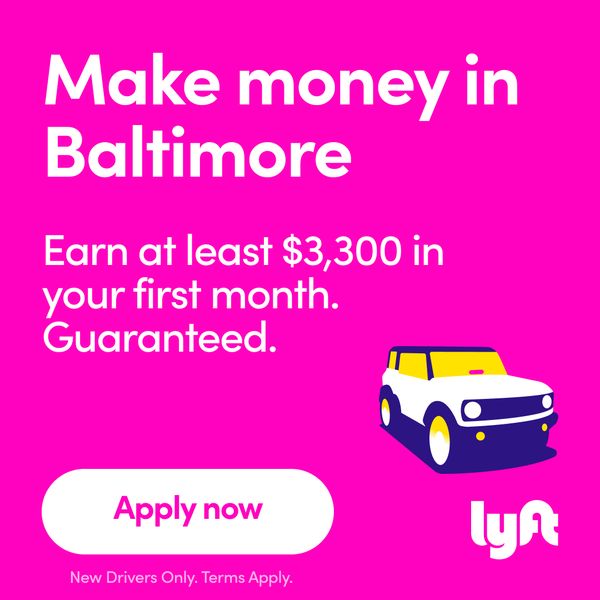 Make money in
Baltimore
Earn at least $3,300 in
your first month.
Guaranteed.
Apply now
lyft
New Drivers Only. Terms Apply.